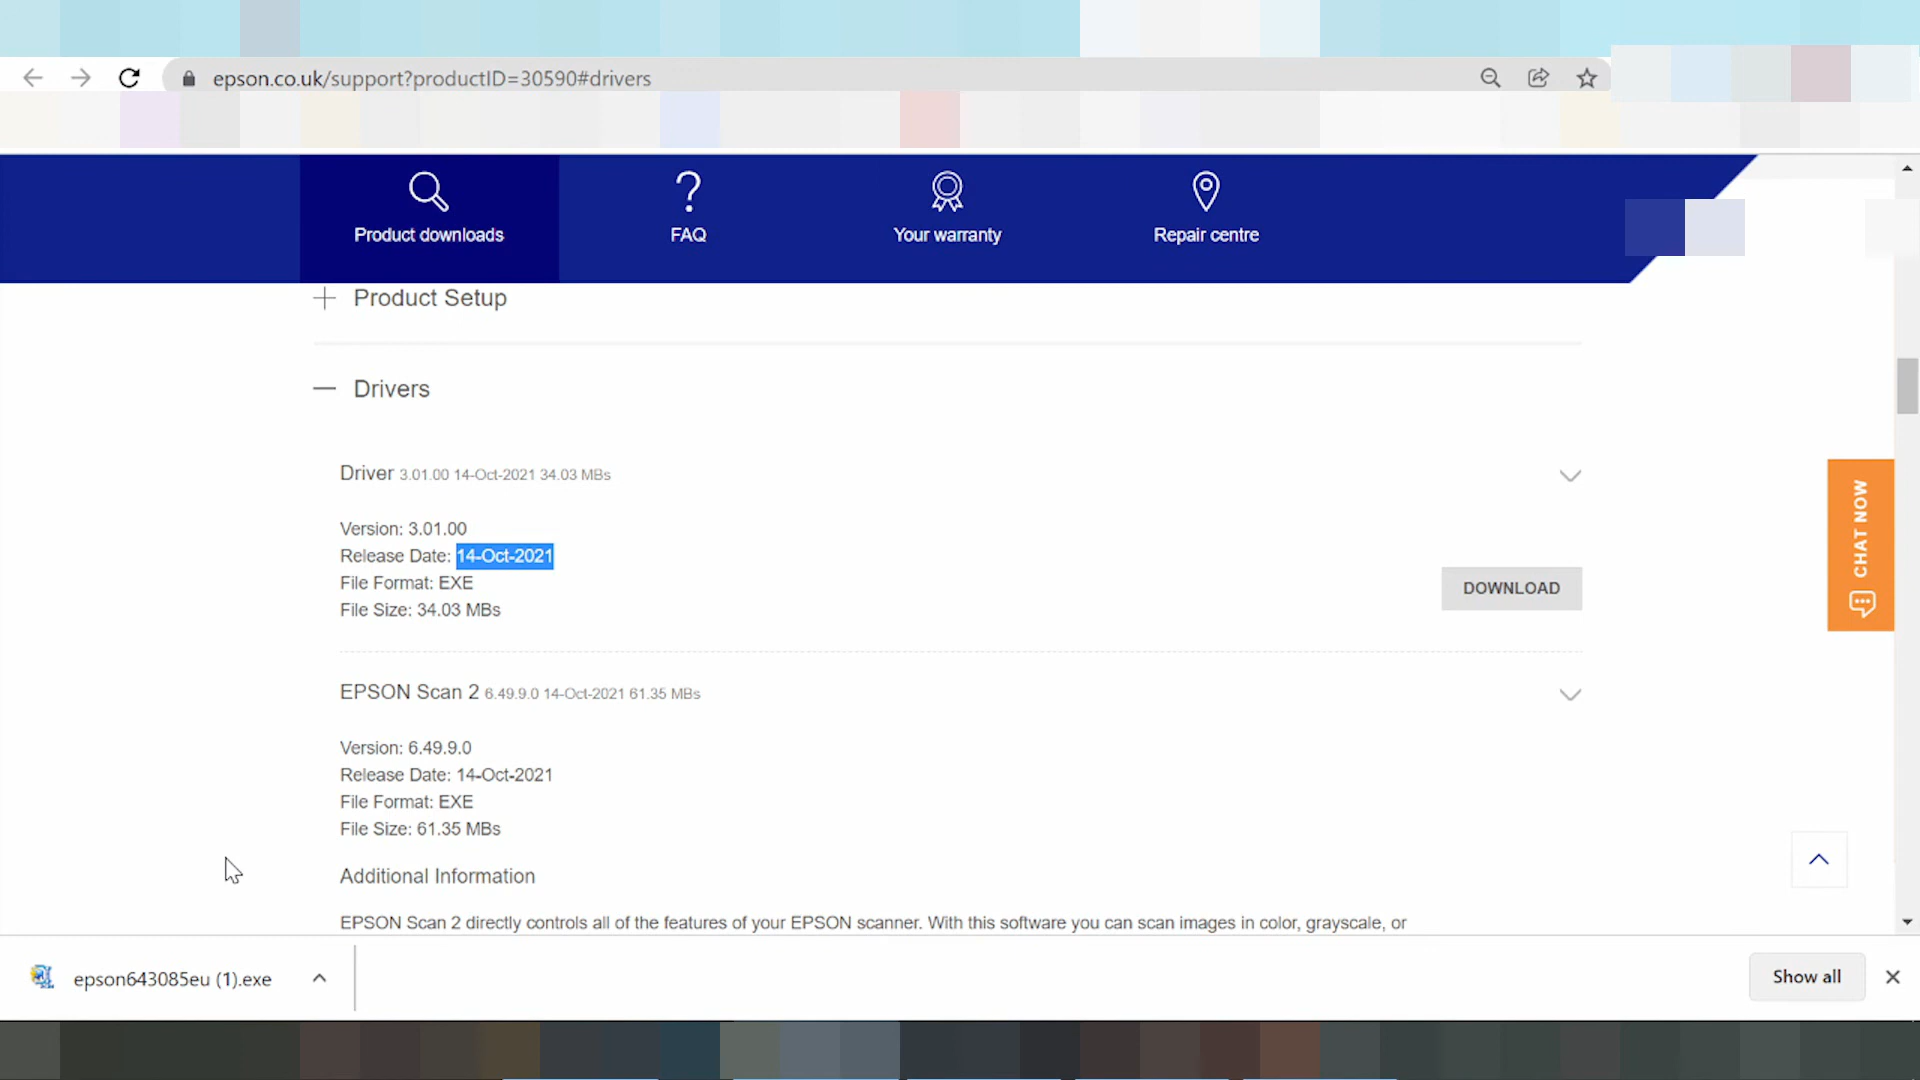 epson.co.uk/support?productID=30590#drivers
Product downloads
FAQ
Your warranty
Repair centre
Product Setup
Drivers
Driver 3.01.00 14-Oct-2021 34.03 MBs
Version: 3.01.00
Release Date: 14-Oct-2021
File Format: EXE
File Size: 34.03 MBs
DOWNLOAD
CHAT NOW
EPSON Scan 2 6.49.9.0 14-Oct-2021 61.35 MBs
Version: 6.49.9.0
Release Date: 14-Oct-2021
File Format: EXE
File Size: 61.35 MBs
Additional Information
EPSON Scan 2 directly controls all of the features of your EPSON scanner. With this software you can scan images in color, grayscale, or
epson643085eu (1).exe
Show all